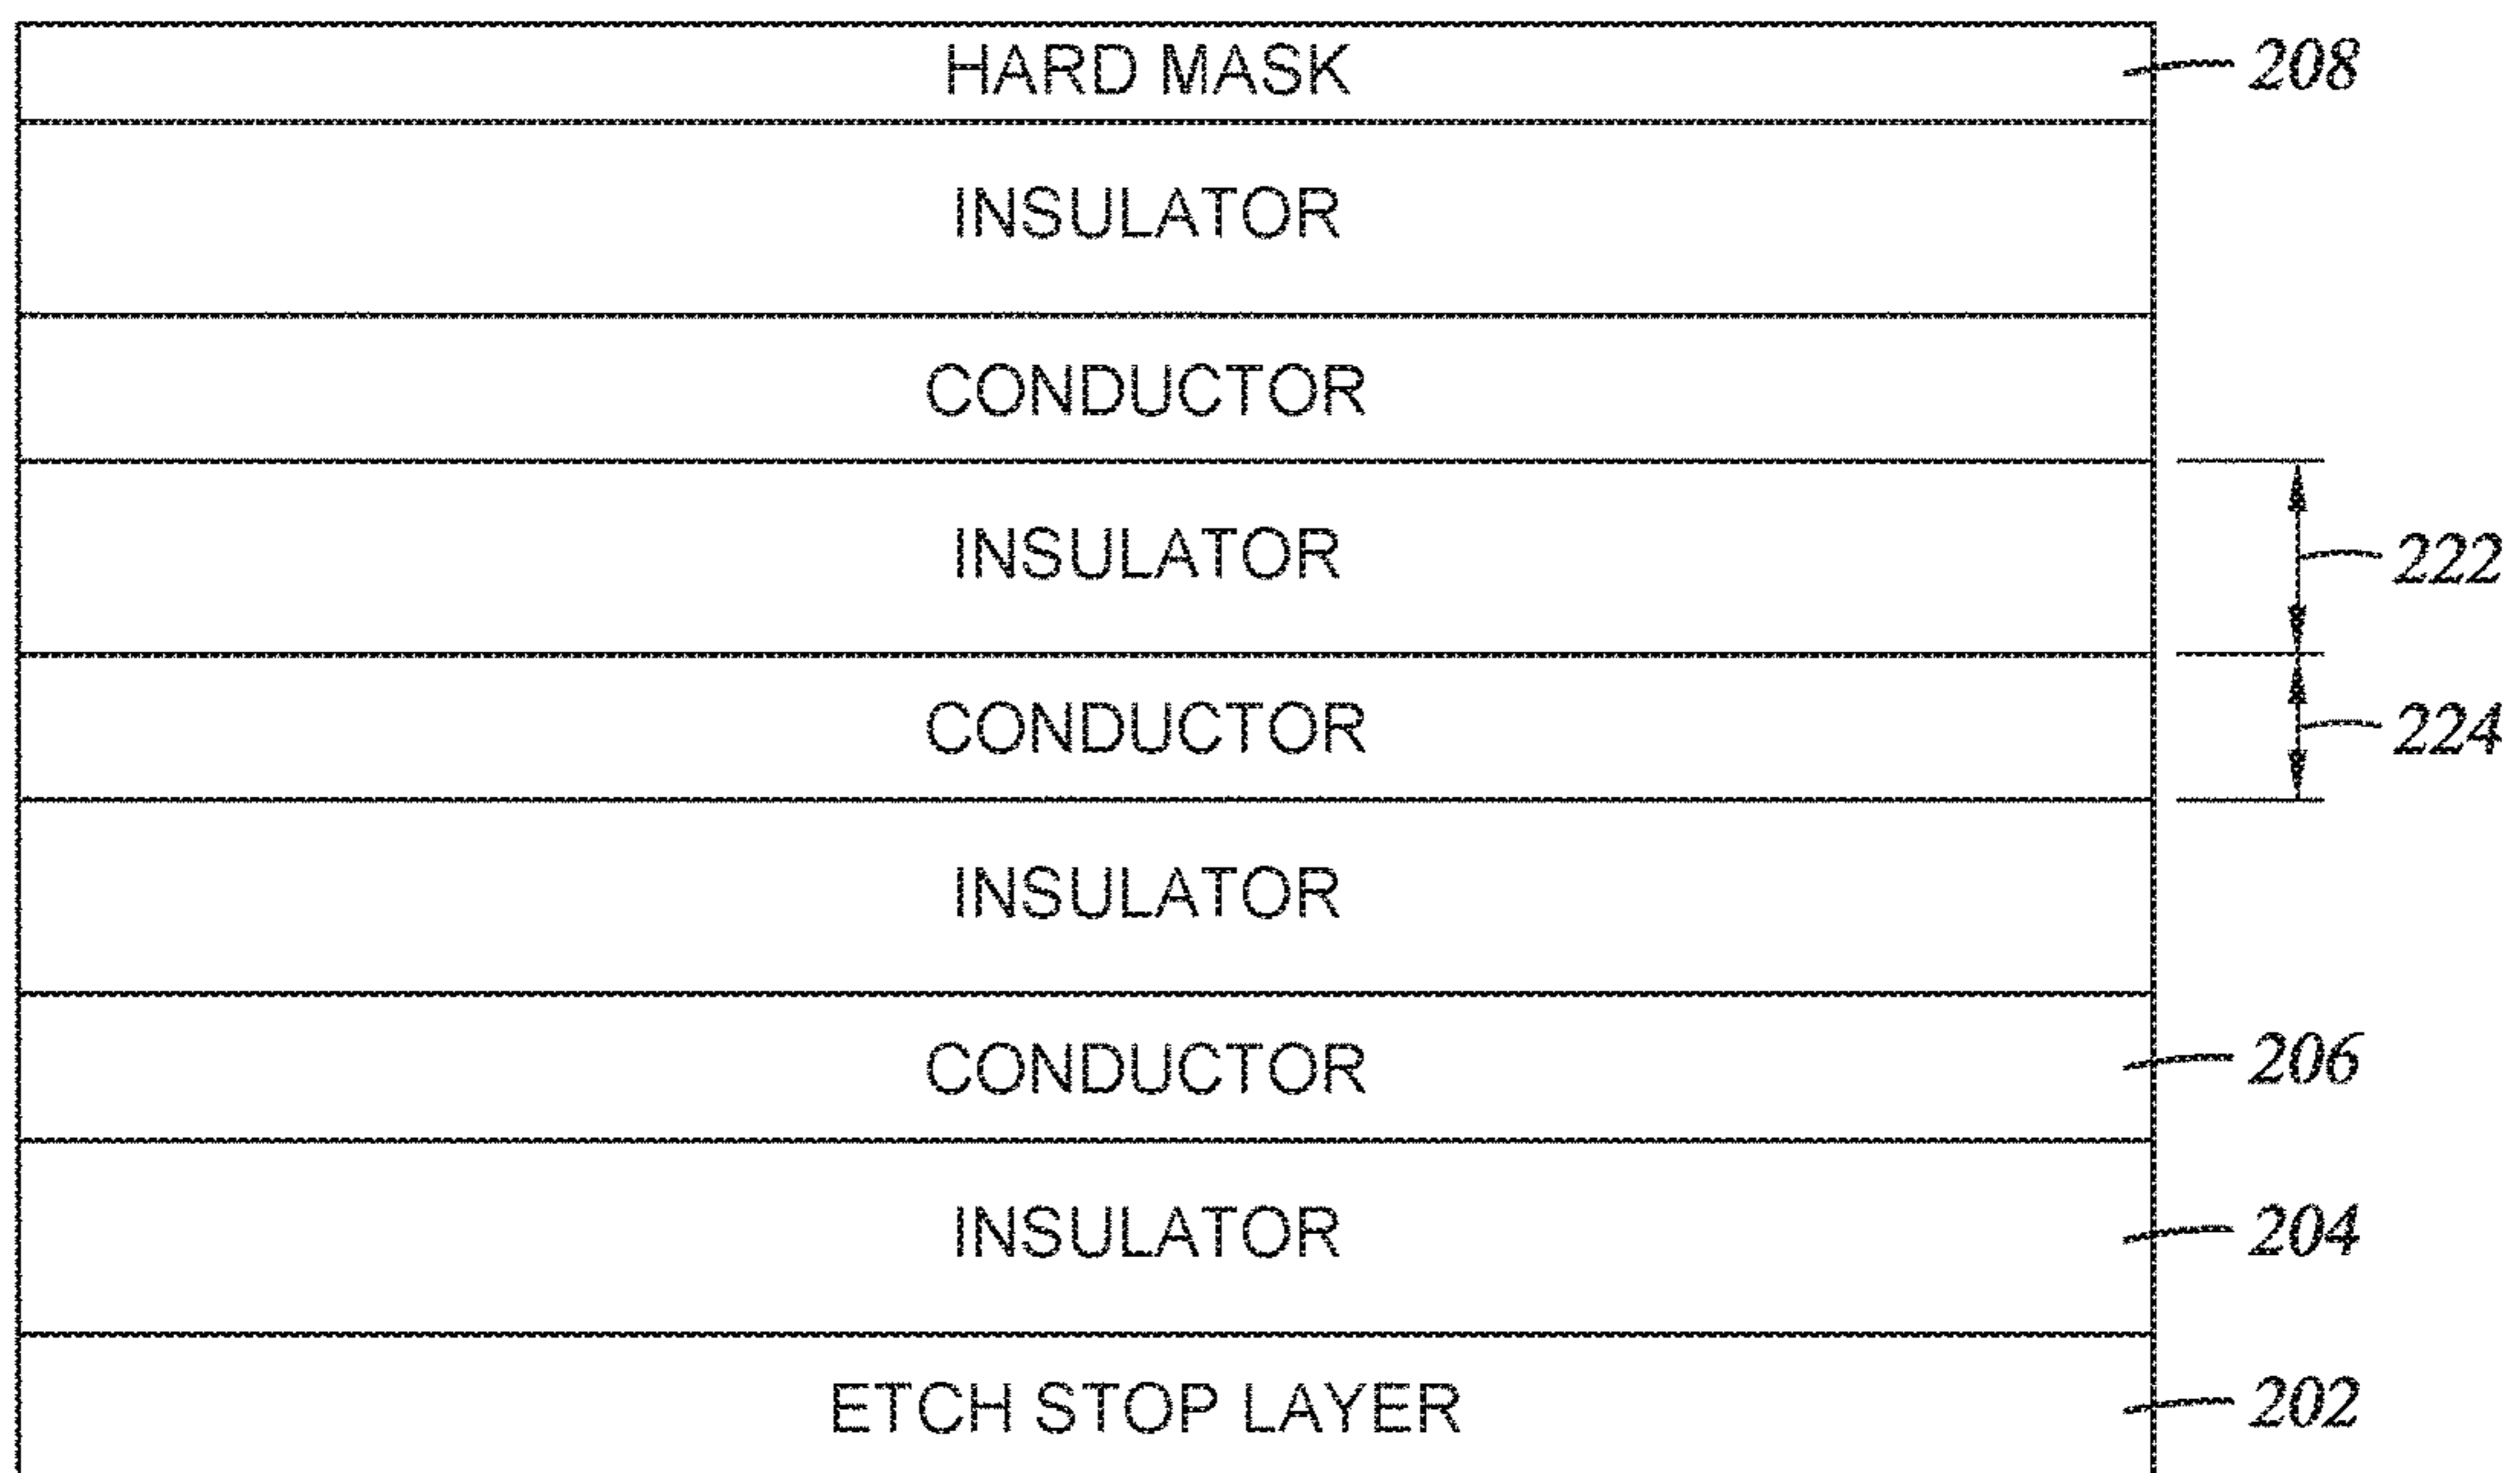 HARD MASK 208
INSULATOR
CONDUCTOR
INSULATOR 222
CONDUCTOR 224
INSULATOR
CONDUCTOR 206
INSULATOR 204
ETCH STOP LAYER 202